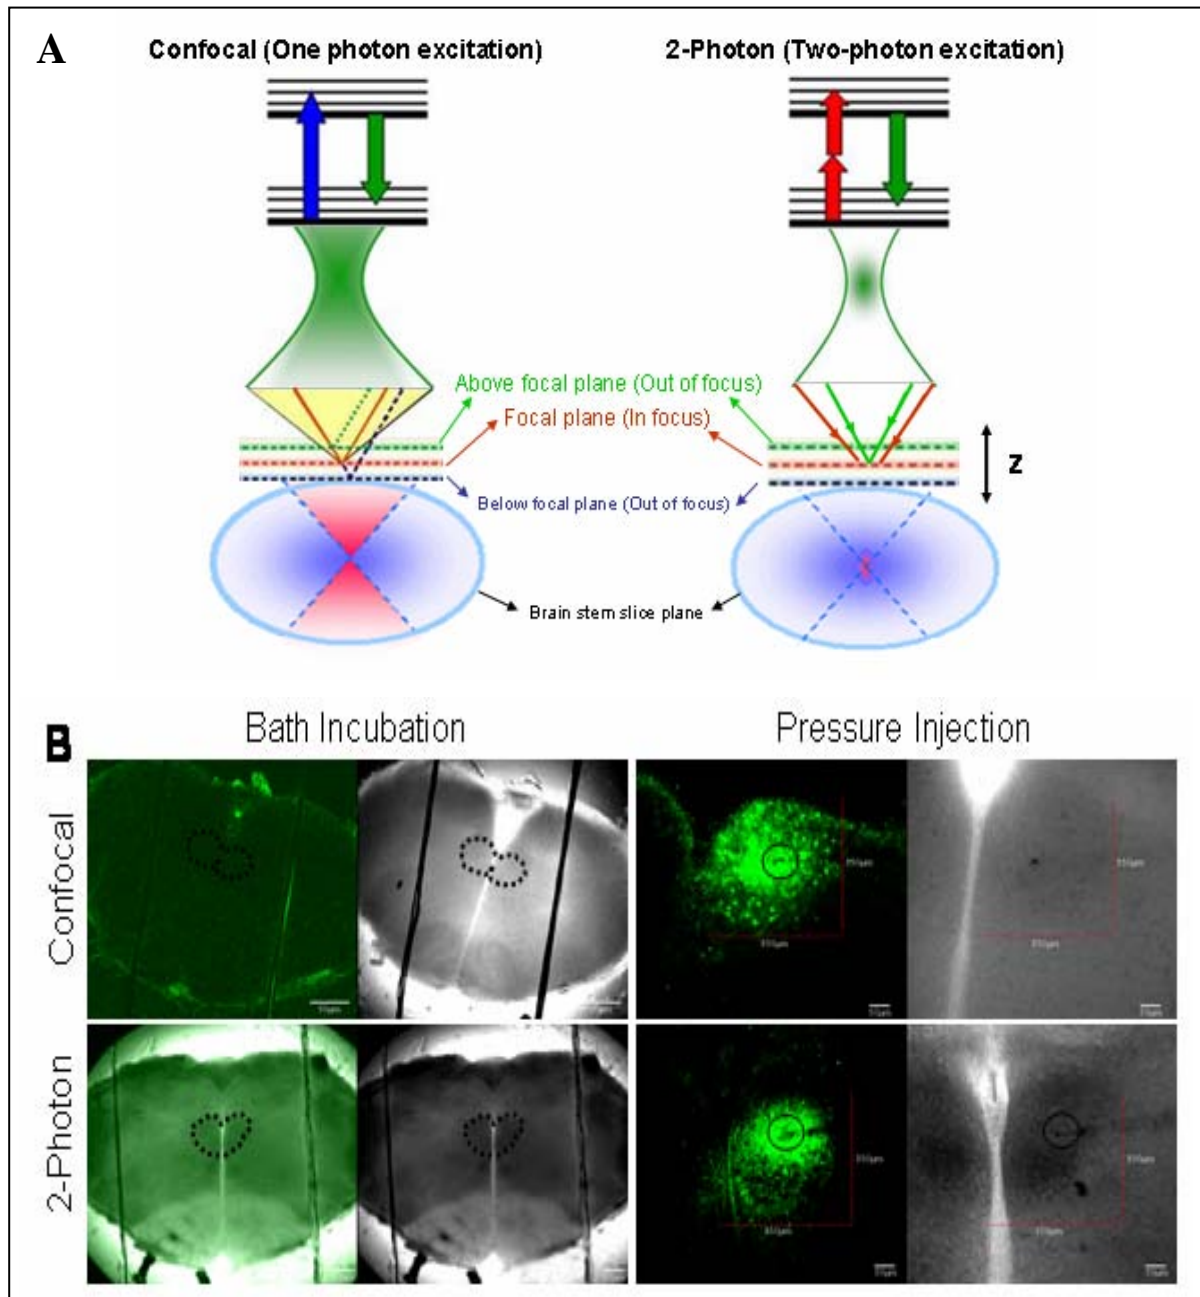 A
Confocal (One photon excitation)
2-Photon (Two-photon excitation)
Above focal plane (Out of focus)
Focal plane (In focus)
Below focal plane (Out of focus)
Z
Brain stem slice plane
B
Bath Incubation
Pressure Injection
Confocal
2-Photon